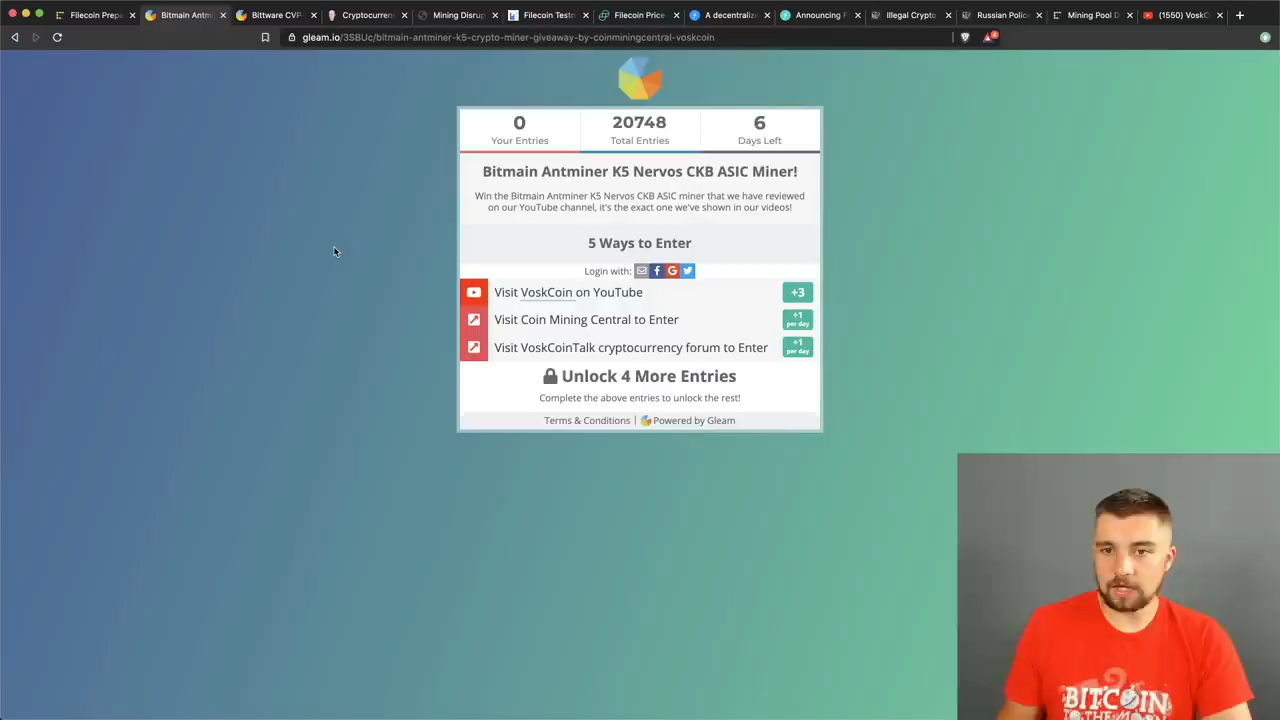 Filecoin Prepa
Bitmain Antm
Bittware CVP
Cryptocurren
Mining Disrup
Filecoin Testn
Filecoin Price
A decentraliz
Announcing F
Illegal Crypto
Russian Polic
Mining Pool D
(1550) VoskC
gleam.io/3SBUc/bitmain-antminer-k5-crypto-miner-giveaway-by-coinminingcentral-voskcoin
0
Your Entries
20748
Total Entries
6
Days Left
Bitmain Antminer K5 Nervos CKB ASIC Miner!
Win the Bitmain Antminer K5 Nervos CKB ASIC miner that we have reviewed
on our YouTube channel, it's the exact one we've shown in our videos!
5 Ways to Enter
Login with:
Visit VoskCoin on YouTube
+3
Visit Coin Mining Central to Enter
+1
per day
Visit VoskCoinTalk cryptocurrency forum to Enter
+1
per day
Unlock 4 More Entries
Complete the above entries to unlock the rest!
Terms & Conditions | Powered by Gleam
BITCOIN
TO THE MOON